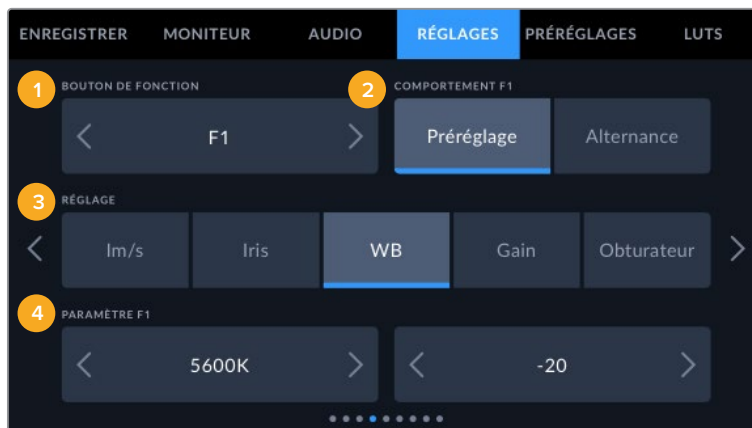 ENREGISTRER MONITEUR AUDIO RÉGLAGES PRÉRÉGLAGES LUTS
1 BOUTON DE FONCTION 2 COMPORTEMENT F1
F1 Préréglage Alternance
3 RÉGLAGE
Im/s Iris WB Gain Obturateur
4 PARAMÈTRE F1
5600K -20